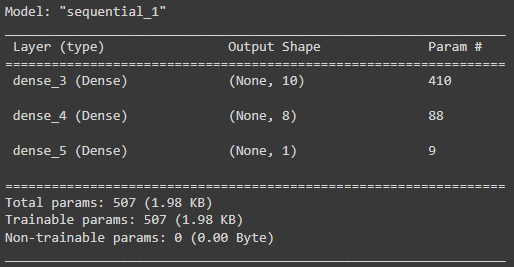 Model: "sequential_1"
_________________________________________________________________
Layer (type) Output Shape Param #
=================================================================
dense_3 (Dense) (None, 10) 410
dense_4 (Dense) (None, 8) 88
dense_5 (Dense) (None, 1) 9
=================================================================
Total params: 507 (1.98 KB)
Trainable params: 507 (1.98 KB)
Non-trainable params: 0 (0.00 Byte)
_________________________________________________________________